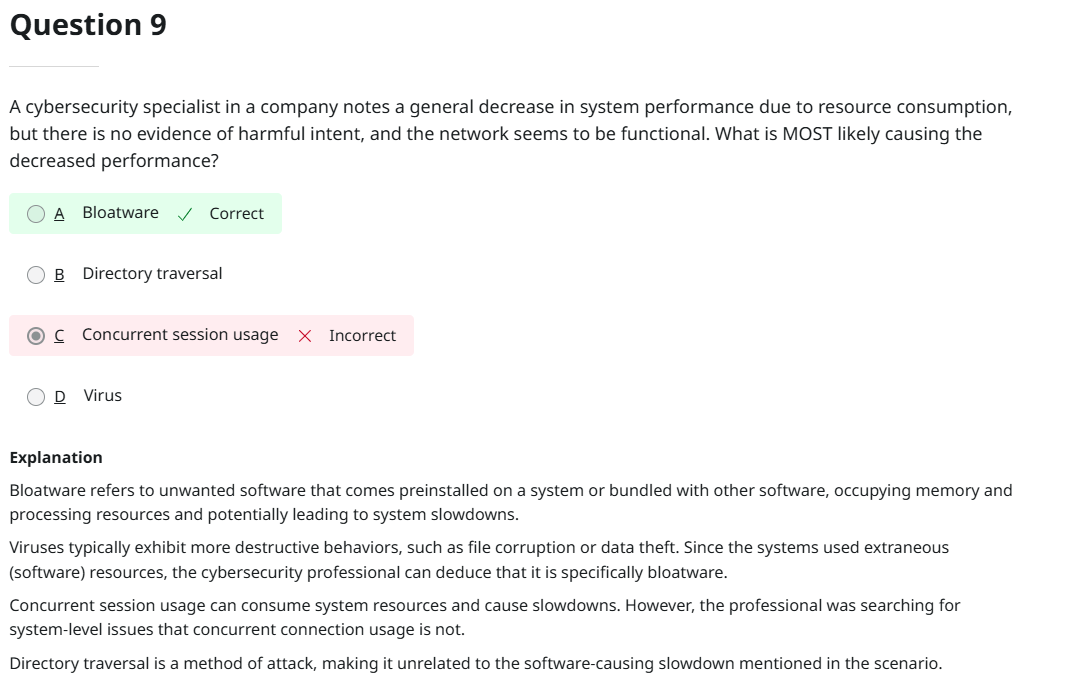 Question 9
A cybersecurity specialist in a company notes a general decrease in system performance due to resource consumption,
but there is no evidence of harmful intent, and the network seems to be functional. What is MOST likely causing the
decreased performance?
A Bloatware ✓ Correct
B Directory traversal
C Concurrent session usage ✕ Incorrect
D Virus
Explanation
Bloatware refers to unwanted software that comes preinstalled on a system or bundled with other software, occupying memory and
processing resources and potentially leading to system slowdowns.
Viruses typically exhibit more destructive behaviors, such as file corruption or data theft. Since the systems used extraneous
(software) resources, the cybersecurity professional can deduce that it is specifically bloatware.
Concurrent session usage can consume system resources and cause slowdowns. However, the professional was searching for
system-level issues that concurrent connection usage is not.
Directory traversal is a method of attack, making it unrelated to the software-causing slowdown mentioned in the scenario.